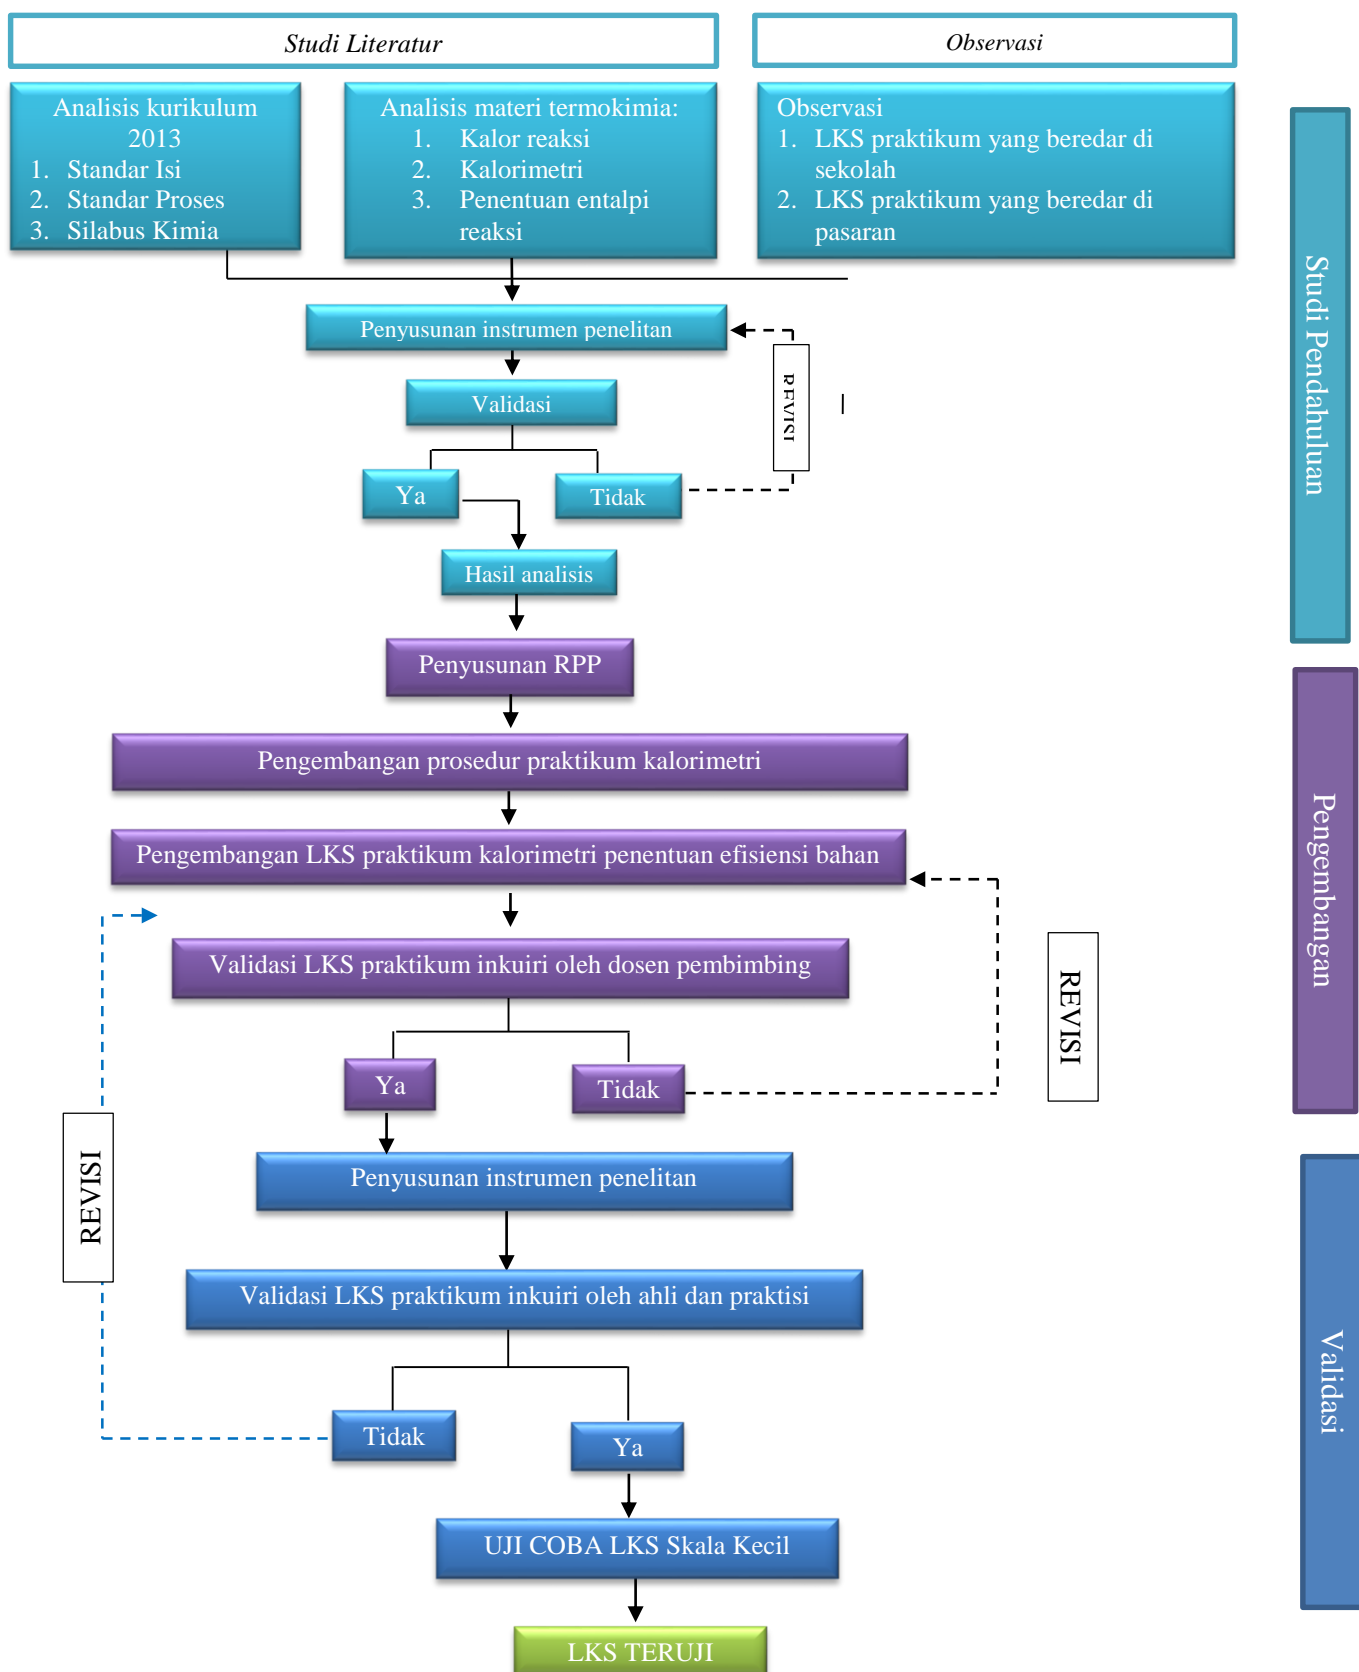 Studi Literatur
Observasi
Analisis kurikulum
2013
1. Standar Isi
2. Standar Proses
3. Silabus Kimia
Analisis materi termokimia:
1. Kalor reaksi
2. Kalorimetri
3. Penentuan entalpi
reaksi
Observasi
1. LKS praktikum yang beredar di
sekolah
2. LKS praktikum yang beredar di
pasaran
Studi Pendahuluan
Penyusunan instrumen penelitan
REVISI
Validasi
Ya
Tidak
Hasil analisis
Penyusunan RPP
Pengembangan
Pengembangan prosedur praktikum kalorimetri
Pengembangan LKS praktikum kalorimetri penentuan efisiensi bahan
Validasi LKS praktikum inkuiri oleh dosen pembimbing
REVISI
Ya
Tidak
REVISI
Penyusunan instrumen penelitan
Validasi
Validasi LKS praktikum inkuiri oleh ahli dan praktisi
Tidak
Ya
UJI COBA LKS Skala Kecil
LKS TERUJI